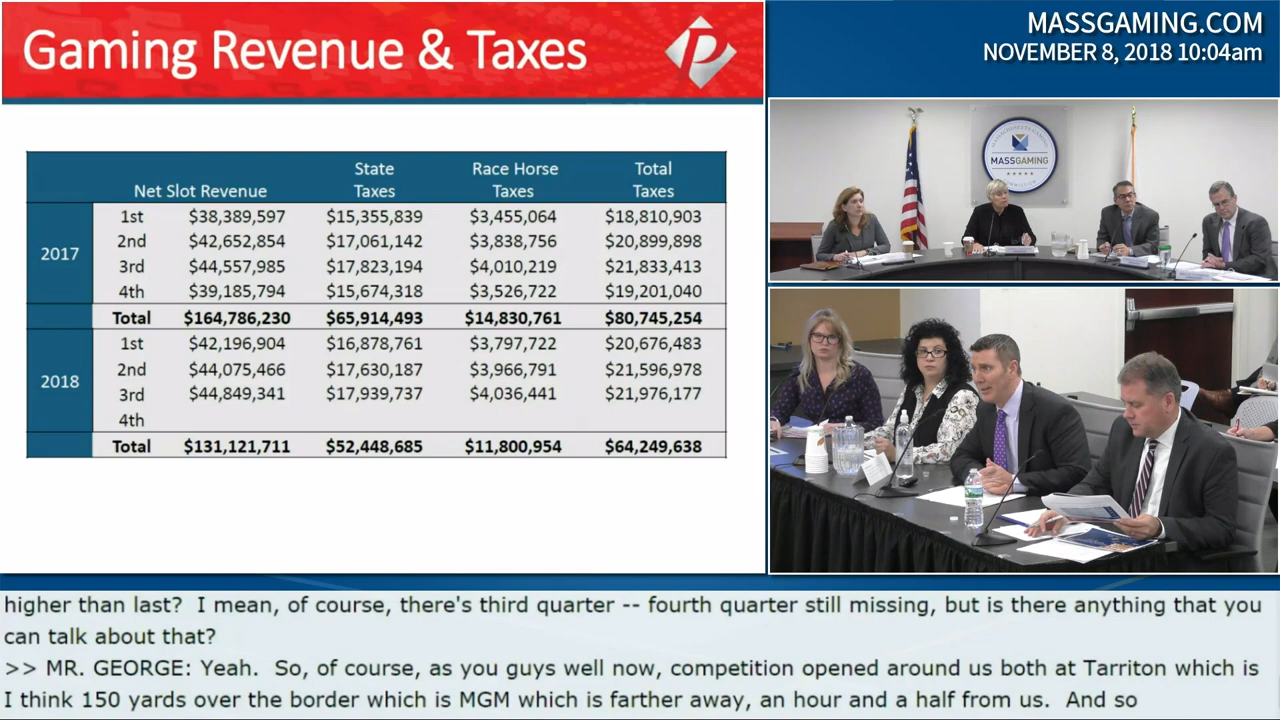 Gaming Revenue & Taxes
MASSGAMING.COM
NOVEMBER 8, 2018 10:04am
Net Slot Revenue State Taxes Race Horse Taxes Total Taxes
2017
1st $38,389,597 $15,355,839 $3,455,064 $18,810,903
2nd $42,652,854 $17,061,142 $3,838,756 $20,899,898
3rd $44,557,985 $17,823,194 $4,010,219 $21,833,413
4th $39,185,794 $15,674,318 $3,526,722 $19,201,040
Total $164,786,230 $65,914,493 $14,830,761 $80,745,254
2018
1st $42,196,904 $16,878,761 $3,797,722 $20,676,483
2nd $44,075,466 $17,630,187 $3,966,791 $21,596,978
3rd $44,849,341 $17,939,737 $4,036,441 $21,976,177
4th
Total $131,121,711 $52,448,685 $11,800,954 $64,249,638
MASSGAMING
higher than last? I mean, of course, there's third quarter -- fourth quarter still missing, but is there anything that you
can talk about that?
>> MR. GEORGE: Yeah. So, of course, as you guys well now, competition opened around us both at Tarriton which is
I think 150 yards over the border which is MGM which is farther away, an hour and a half from us. And so